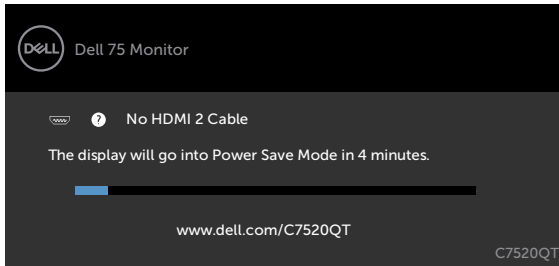 DELL
Dell 75 Monitor
? No HDMI 2 Cable
The display will go into Power Save Mode in 4 minutes.
www.dell.com/C7520QT
C7520QT